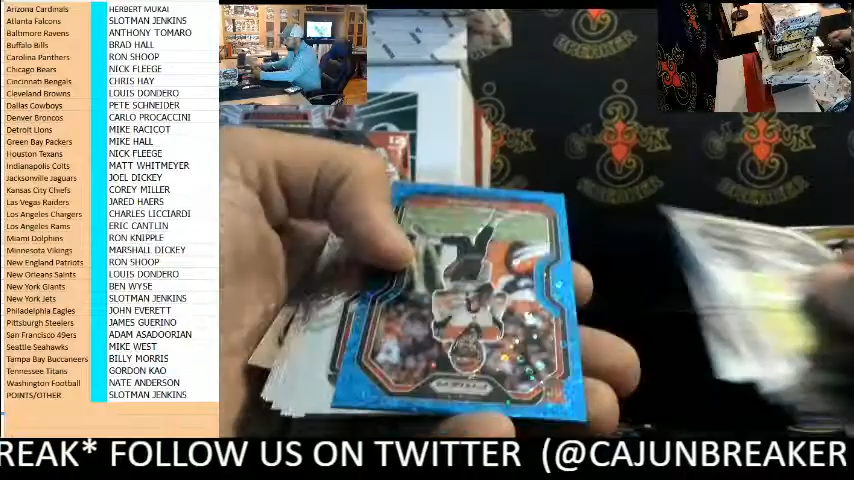 Arizona Cardinals HERBERT MUKAI
Atlanta Falcons SLOTMAN JENKINS
Baltimore Ravens ANTHONY TOMARO
Buffalo Bills BRAD HALL
Carolina Panthers RON SHOOP
Chicago Bears NICK FLEEGE
Cincinnati Bengals CHRIS HAY
Cleveland Browns LOUIS DONDERO
Dallas Cowboys PETE SCHNEIDER
Denver Broncos CARLO PROCACCINI
Detroit Lions MIKE RACICOT
Green Bay Packers MIKE HALL
Houston Texans NICK FLEEGE
Indianapolis Colts MATT WHITMEYER
Jacksonville Jaguars JOEL DICKEY
Kansas City Chiefs COREY MILLER
Las Vegas Raiders JARED HAERS
Los Angeles Chargers CHARLES LICCIARDI
Los Angeles Rams ERIC CANTLIN
Miami Dolphins RON KNIPPLE
Minnesota Vikings MARSHALL DICKEY
New England Patriots RON SHOOP
New Orleans Saints LOUIS DONDERO
New York Giants BEN WYSE
New York Jets SLOTMAN JENKINS
Philadelphia Eagles JOHN EVERETT
Pittsburgh Steelers JAMES GUERINO
San Francisco 49ers ADAM ASADOORIAN
Seattle Seahawks MIKE WEST
Tampa Bay Buccaneers BILLY MORRIS
Tennessee Titans GORDON KAO
Washington Football NATE ANDERSON
POINTS/OTHER SLOTMAN JENKINS
CAJUN
BREAKER
PRIZM
REAK* FOLLOW US ON TWITTER (@CAJUNBREAKER